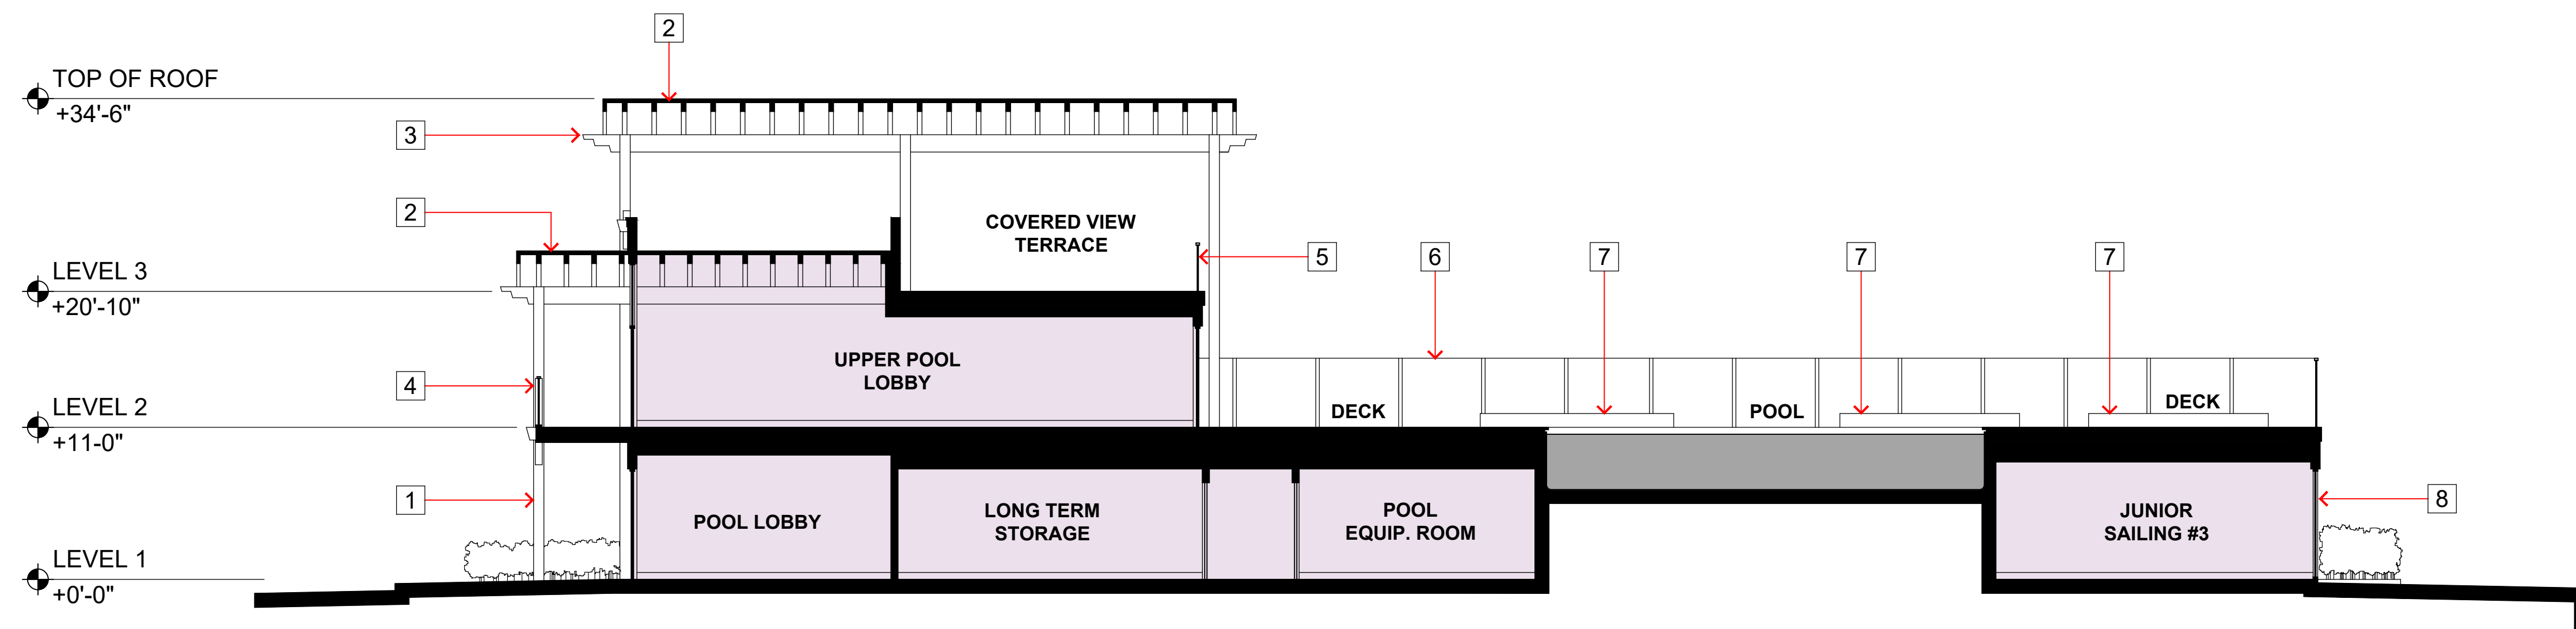 2
TOP OF ROOF
+34'-6"
3
2
COVERED VIEW
TERRACE
5
6
7
7
7
LEVEL 3
+20'-10"
UPPER POOL
LOBBY
4
DECK
POOL
DECK
LEVEL 2
+11-0"
1
POOL LOBBY
LONG TERM
STORAGE
POOL
EQUIP. ROOM
JUNIOR
SAILING #3
8
LEVEL 1
+0'-0"